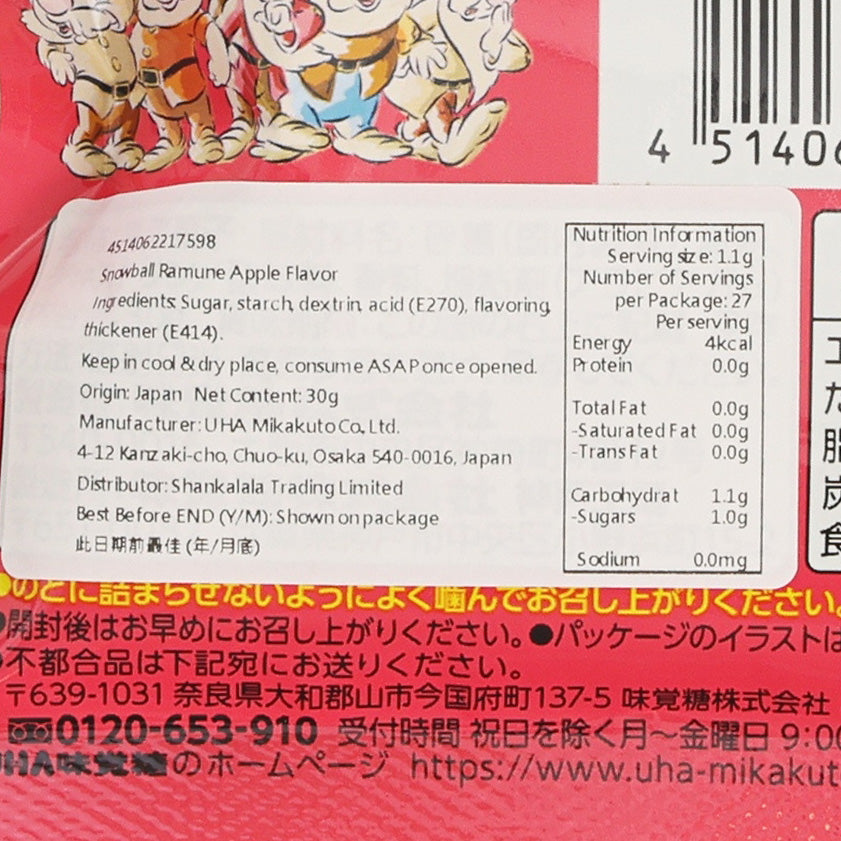 4 51406
4514062217598
Snowball Ramune Apple Flavor
Ingredients: Sugar, starch, dextrin, acid (E270), flavoring,
thickener (E414).
Keep in cool & dry place, consume ASAP once opened.
Origin: Japan Net Content: 30g
Manufacturer: UHA Mikakuto Co., Ltd.
4-12 Kanzaki-cho, Chuo-ku, Osaka 540-0016, Japan
Distributor: Shankalala Trading Limited
Best Before END (Y/M): Shown on package
此日期前最佳 (年/月底)
Nutrition Information
Serving size: 1.1g
Number of Servings
per Package: 27
Per serving
Energy 4kcal
Protein 0.0g
Total Fat 0.0g
-Saturated Fat 0.0g
-Trans Fat 0.0g
Carbohydrat 1.1g
-Sugars 1.0g
Sodium 0.0mg
エ
た
脂
炭
食
●のどに詰まらせないようによく噛んでお召し上がりください。
●開封後はお早めにお召し上がりください。●パッケージのイラストは
●不都合品は下記宛にお送りください。
〒639-1031 奈良県大和郡山市今国府町137-5 味覚糖株式会社
0120-653-910 受付時間 祝日を除く月～金曜日 9:00
UHA味覚糖のホームページ https://www.uha-mikakut